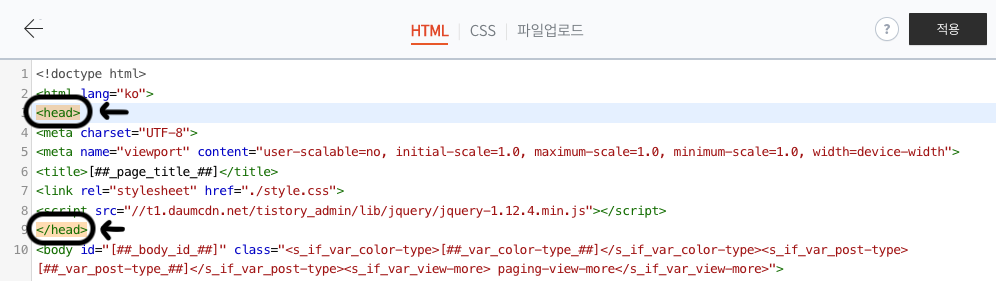 HTML CSS 파일업로드 ? 적용
1 <!doctype html>
2 <html lang="ko">
3 <head>
4 <meta charset="UTF-8">
5 <meta name="viewport" content="user-scalable=no, initial-scale=1.0, maximum-scale=1.0, minimum-scale=1.0, width=device-width">
6 <title>[##_page_title_##]</title>
7 <link rel="stylesheet" href="./style.css">
8 <script src="//t1.daumcdn.net/tistory_admin/lib/jquery/jquery-1.12.4.min.js"></script>
9 </head>
10 <body id="[##_body_id_##]" class="<s_if_var_color-type>[##_var_color-type_##]</s_if_var_color-type><s_if_var_post-type>
[##_var_post-type_##]</s_if_var_post-type><s_if_var_view-more> paging-view-more</s_if_var_view-more>">